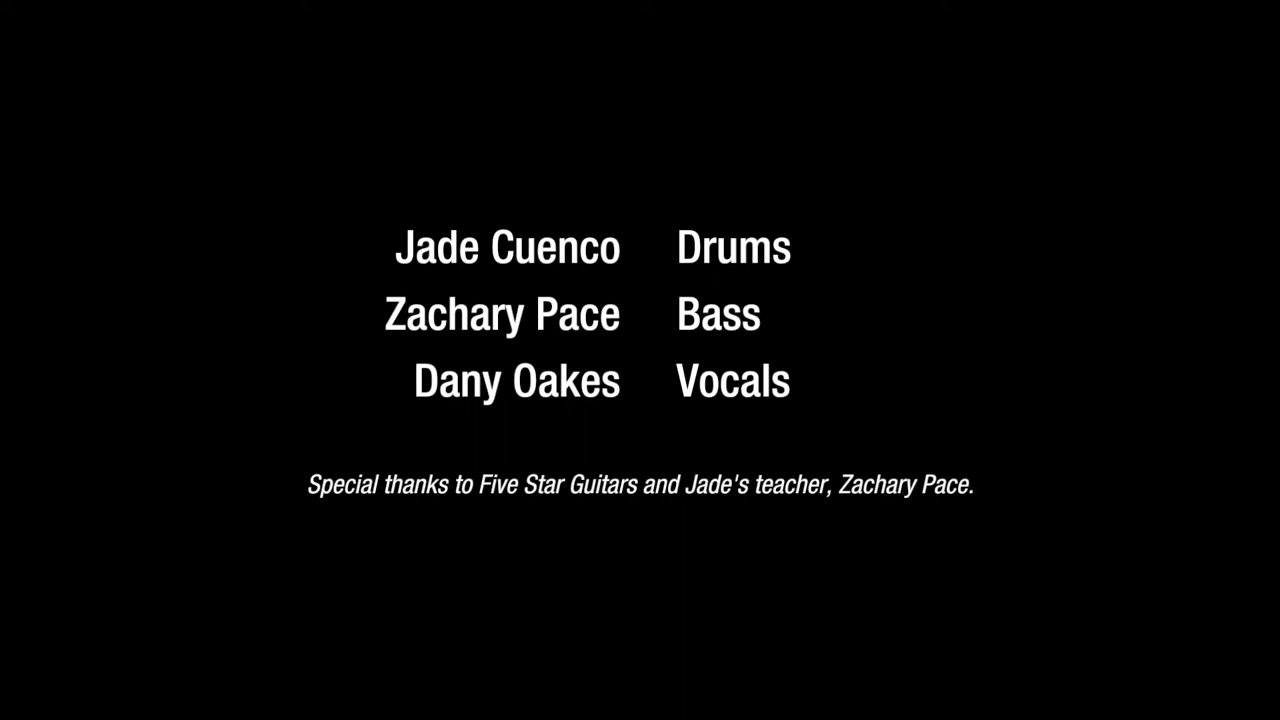 Jade Cuenco Drums
Zachary Pace Bass
Dany Oakes Vocals
Special thanks to Five Star Guitars and Jade's teacher, Zachary Pace.